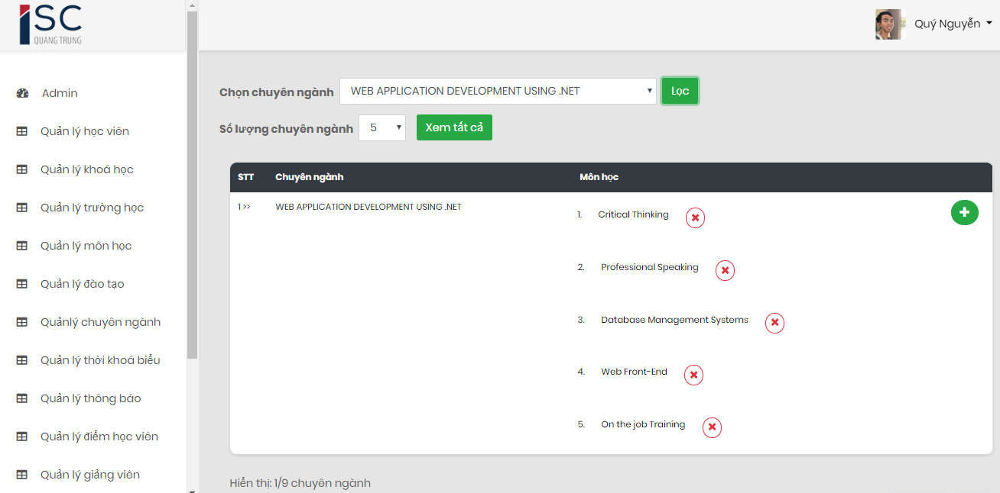 iSC
QUANG TRUNG
Quý Nguyễn
Admin
Quản lý học viên
Quản lý khoá học
Quản lý trường học
Quản lý môn học
Quản lý đào tạo
Quảnlý chuyên ngành
Quản lý thời khoá biểu
Quản lý thông báo
Quản lý điểm học viên
Quản lý giảng viên
Chọn chuyên ngành WEB APPLICATION DEVELOPMENT USING .NET Lọc
Số lượng chuyên ngành 5 Xem tất cả
STT Chuyên ngành Môn học
1 >> WEB APPLICATION DEVELOPMENT USING .NET
1. Critical Thinking
2. Professional Speaking
3. Database Management Systems
4. Web Front-End
5. On the job Training
Hiển thị: 1/9 chuyên ngành